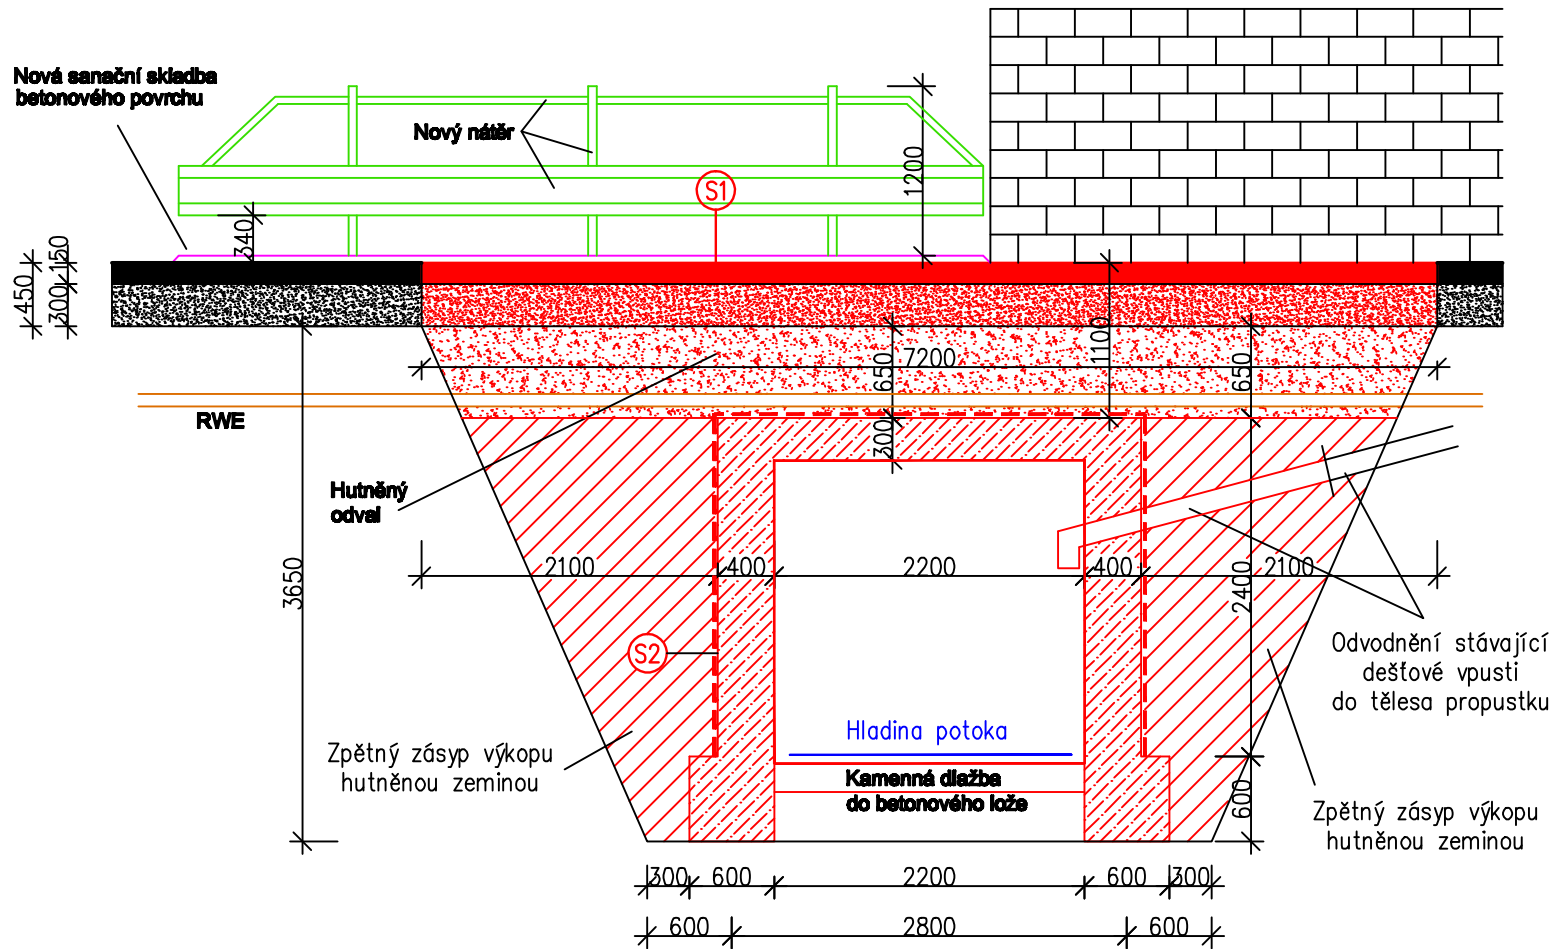 Nová sanační skladba
betonového povrchu
Nový nátěr
S1
1200
340
150
450
300
1100
7200
650
650
RWE
300
Hutněný
odval
2100
400
2200
400
2100
3650
2400
S2
Odvodnění stávající
dešťové vpusti
do tělesa propustku
Hladina potoka
Zpětný zásyp výkopu
hutněnou zeminou
Kamenná dlažba
do betonového lože
600
Zpětný zásyp výkopu
hutněnou zeminou
300
600
2200
600
300
600
2800
600